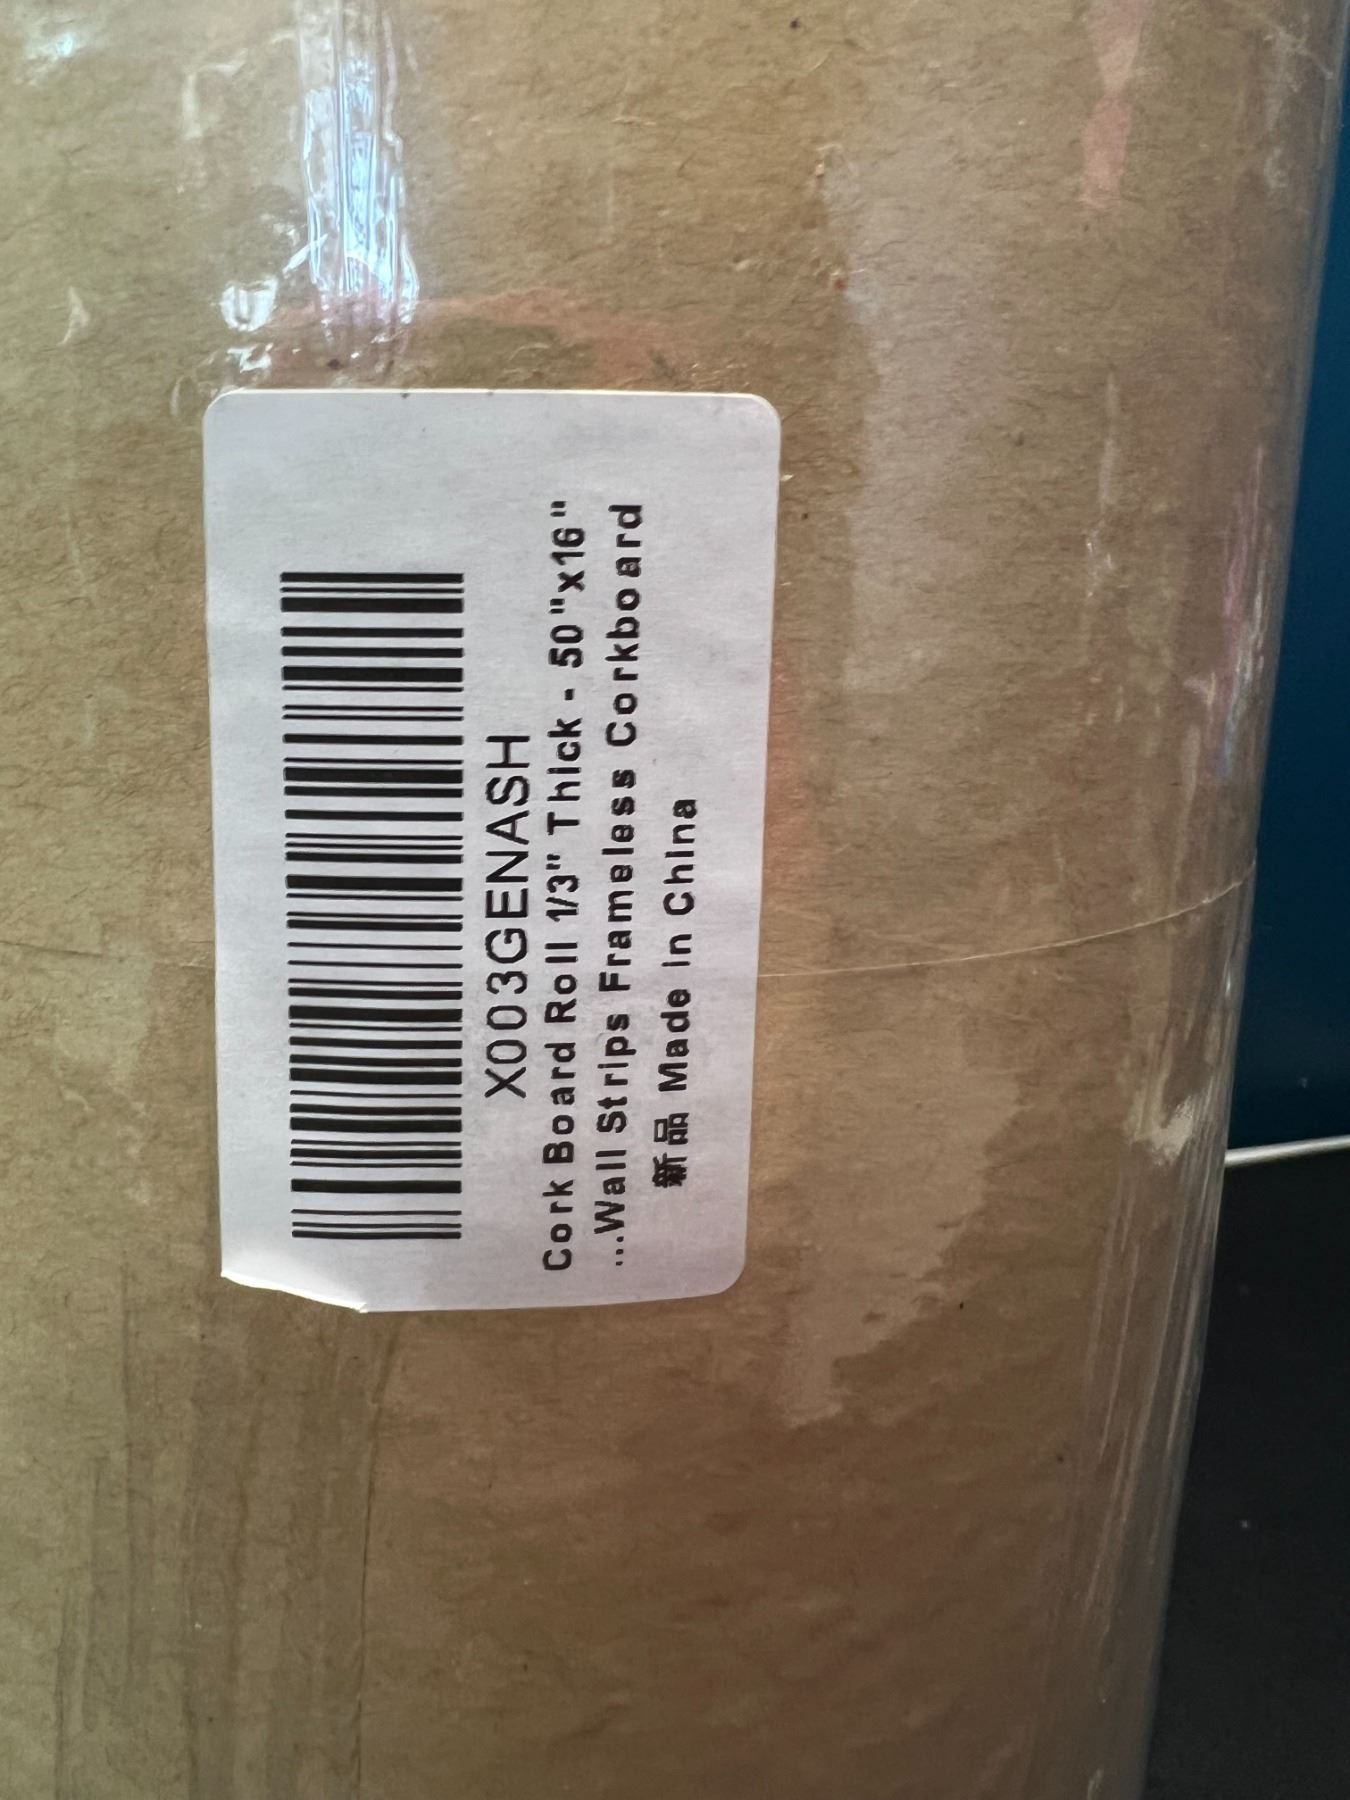 X003GENASH
Cork Board Roll 1/3" Thick - 50"x16"
...Wall Strips Frameless Corkboard
新品 Made in China